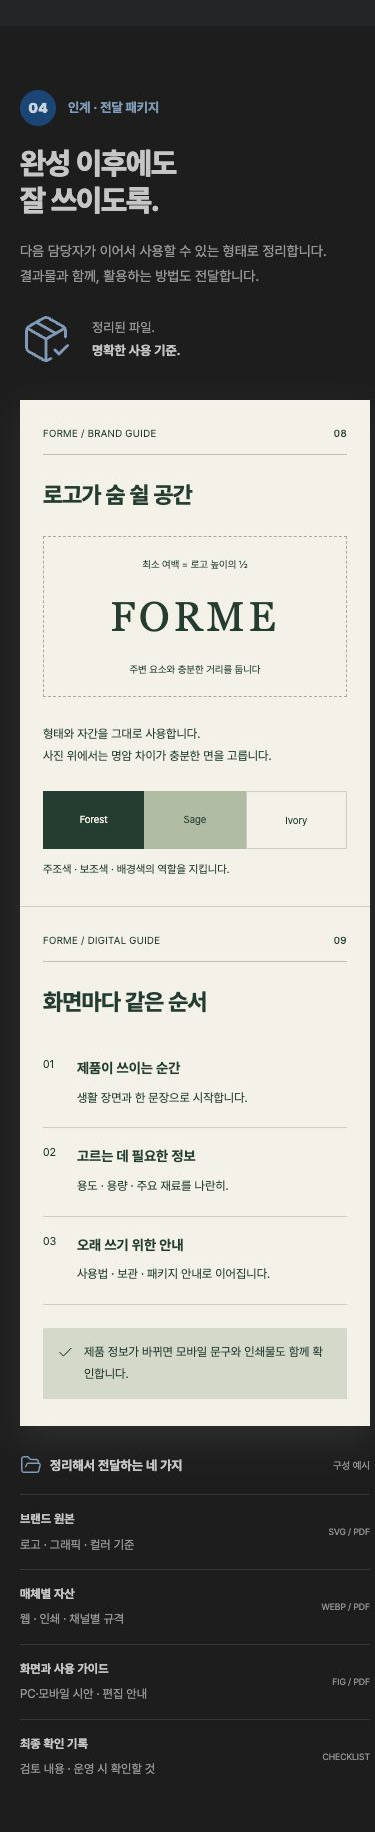 04 인계 · 전달 패키지
완성 이후에도
잘 쓰이도록.
다음 담당자가 이어서 사용할 수 있는 형태로 정리합니다.
결과물과 함께, 활용하는 방법도 전달합니다.
정리된 파일.
명확한 사용 기준.
FORME / BRAND GUIDE 08
로고가 숨 쉴 공간
최소 여백 = 로고 높이의 ½
FORME
주변 요소와 충분한 거리를 둡니다
형태와 자간을 그대로 사용합니다.
사진 위에서는 명암 차이가 충분한 면을 고릅니다.
Forest Sage Ivory
주조색 · 보조색 · 배경색의 역할을 지킵니다.
FORME / DIGITAL GUIDE 09
화면마다 같은 순서
01 제품이 쓰이는 순간
생활 장면과 한 문장으로 시작합니다.
02 고르는 데 필요한 정보
용도 · 용량 · 주요 재료를 나란히.
03 오래 쓰기 위한 안내
사용법 · 보관 · 패키지 안내로 이어집니다.
제품 정보가 바뀌면 모바일 문구와 인쇄물도 함께 확
인합니다.
정리해서 전달하는 네 가지 구성 예시
브랜드 원본
로고 · 그래픽 · 컬러 기준 SVG / PDF
매체별 자산
웹 · 인쇄 · 채널별 규격 WEBP / PDF
화면과 사용 가이드
PC·모바일 시안 · 편집 안내 FIG / PDF
최종 확인 기록
검토 내용 · 운영 시 확인할 것 CHECKLIST